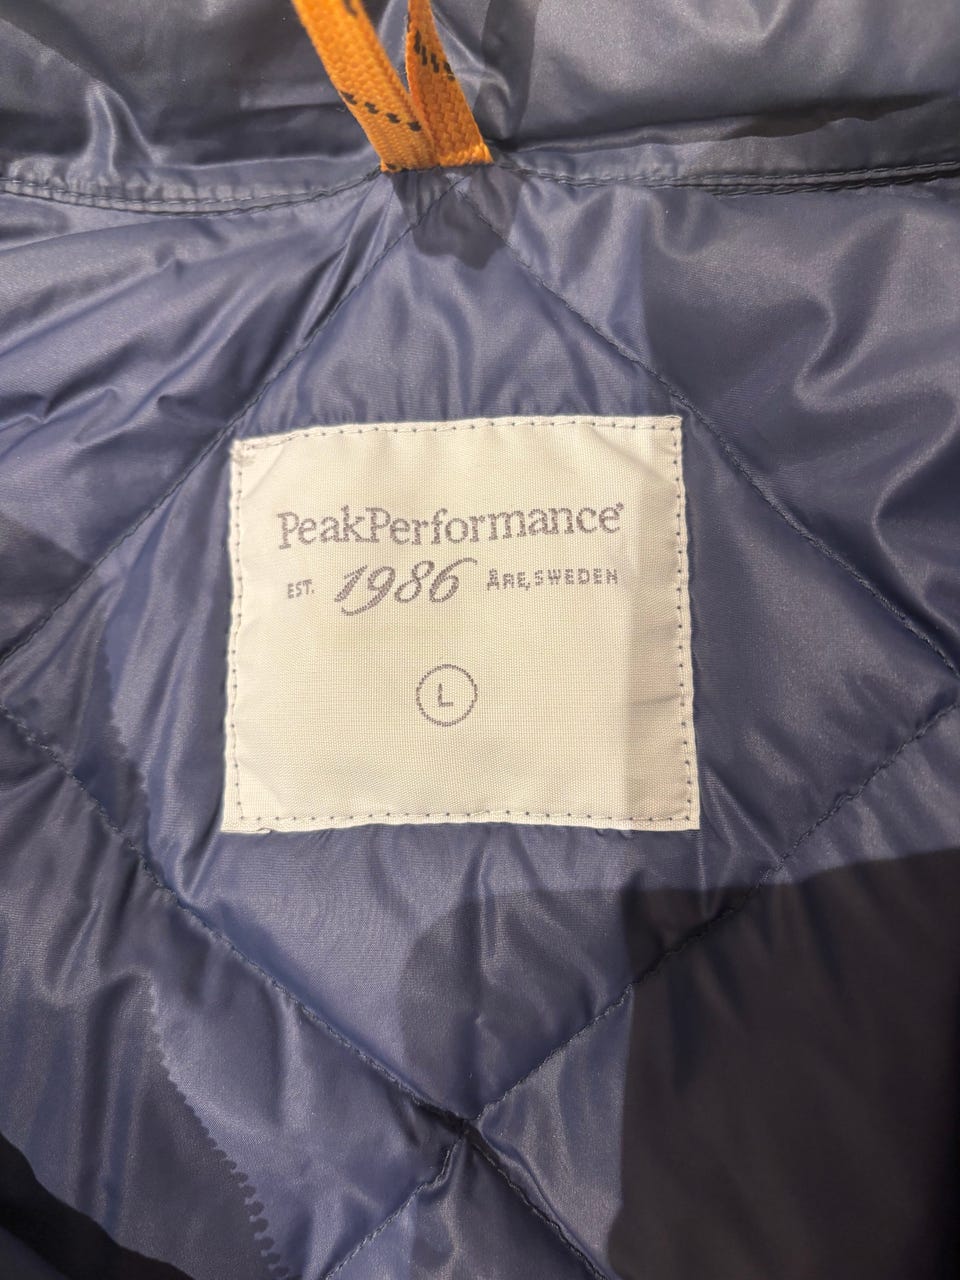 PeakPerformance®
EST. 1986 ÅRE, SWEDEN
L